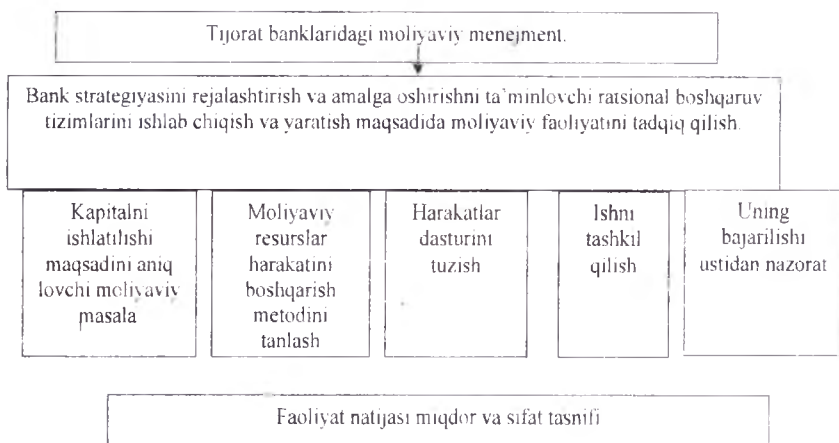 Tijorat banklaridagi moliyaviy menejment.
Bank strategiyasini rejalashtirish va amalga oshirishni ta'minlovchi ratsional boshqaruv
tizimlarini ishlab chiqish va yaratish maqsadida moliyaviy faoliyatini tadqiq qilish.
Kapitalni
ishlatilishi
maqsadini aniq
lovchi moliyaviy
masala
Moliyaviy
resurslar
harakatini
boshqarish
metodini
tanlash
Harakatlar
dasturini
tuzish
Ishni
tashkil
qilish
Uning
bajarilishi
ustidan nazorat
Faoliyat natijasi miqdor va sifat tasnifi